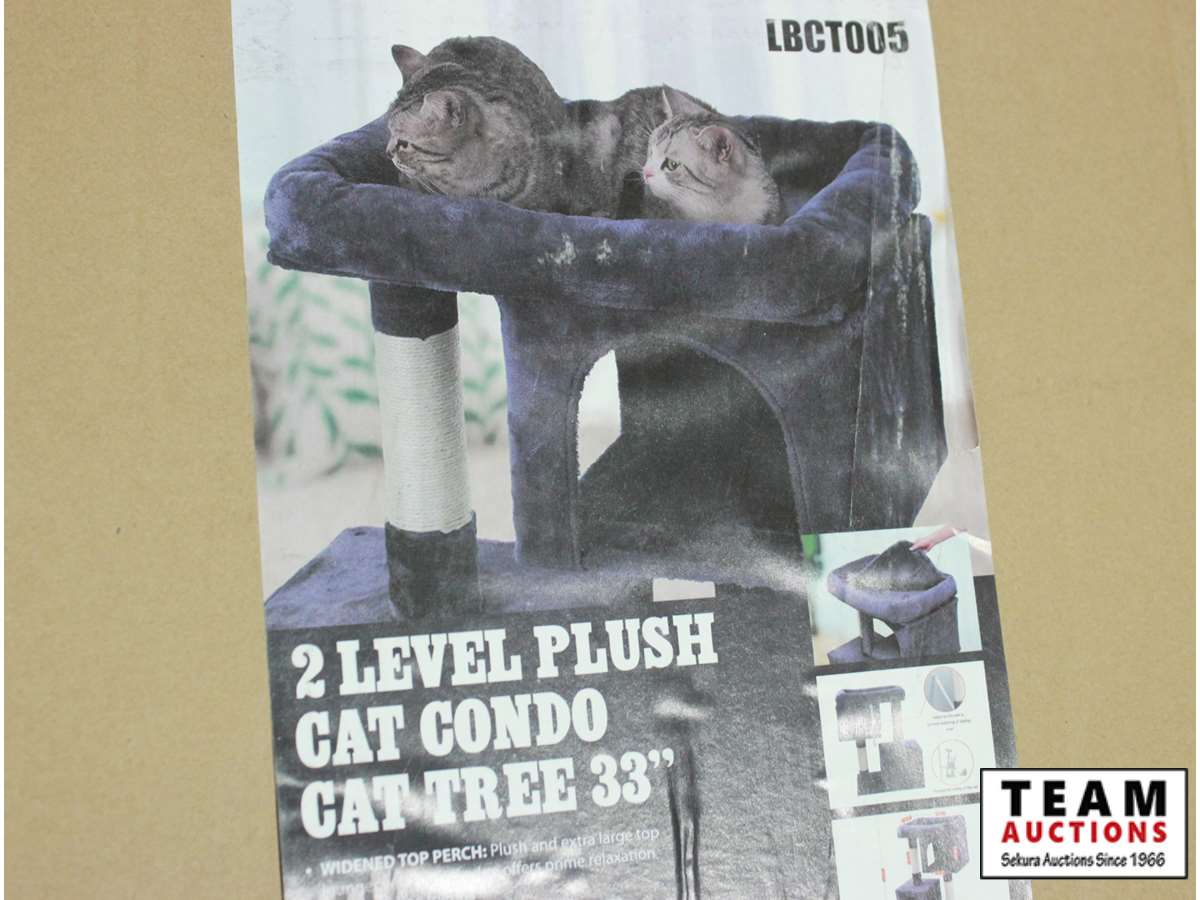 LBCT005
2 LEVEL PLUSH
CAT CONDO
CAT TREE 33"
• WIDENED TOP PERCH: Plush and extra large top
offers prime relaxation
TEAM
AUCTIONS
Sekura Auctions Since 1966